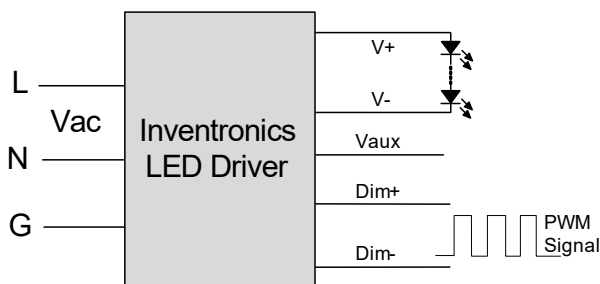 L
Vac
N
G
Inventronics
LED Driver
V+
V-
Vaux
Dim+
Dim-
PWM
Signal